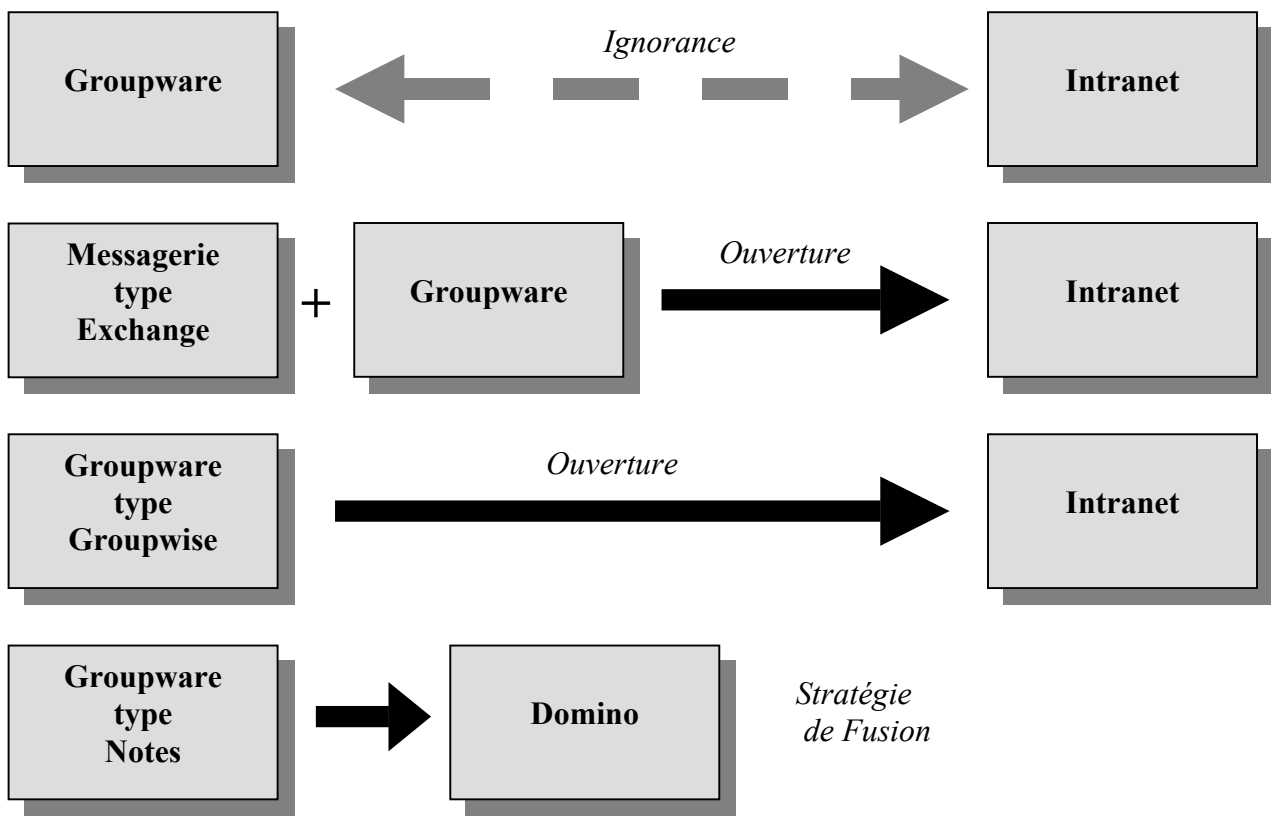 Ignorance
Groupware
Intranet
Messagerie
type
Exchange
+
Groupware
Ouverture
Intranet
Groupware
type
Groupwise
Ouverture
Intranet
Groupware
type
Notes
Domino
Stratégie
de Fusion